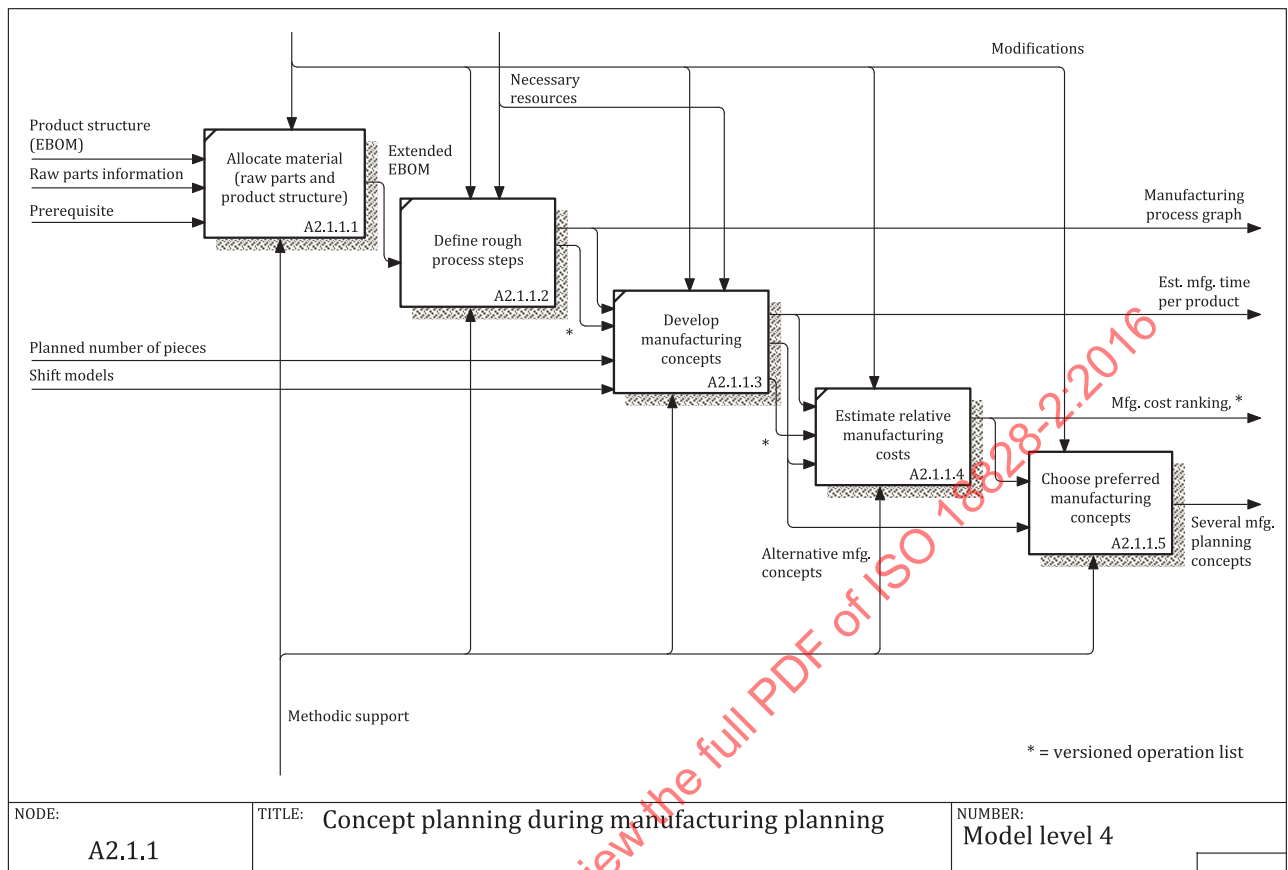 Modifications
Necessary
resources
Product structure
(EBOM)
Raw parts information
Prerequisite
Allocate material
(raw parts and
product structure)
A2.1.1.1
Extended
EBOM
Define rough
process steps
A2.1.1.2
Manufacturing
process graph
Est. mfg. time
per product
*
Planned number of pieces
Shift models
Develop
manufacturing
concepts
A2.1.1.3
Mfg. cost ranking, *
*
Estimate relative
manufacturing
costs
A2.1.1.4
Choose preferred
manufacturing
concepts
A2.1.1.5
Alternative mfg.
concepts
Several mfg.
planning
concepts
Methodic support
* = versioned operation list
NODE:
A2.1.1
TITLE: Concept planning during manufacturing planning
NUMBER:
Model level 4
iew the full PDF of ISO 18828-2:2016